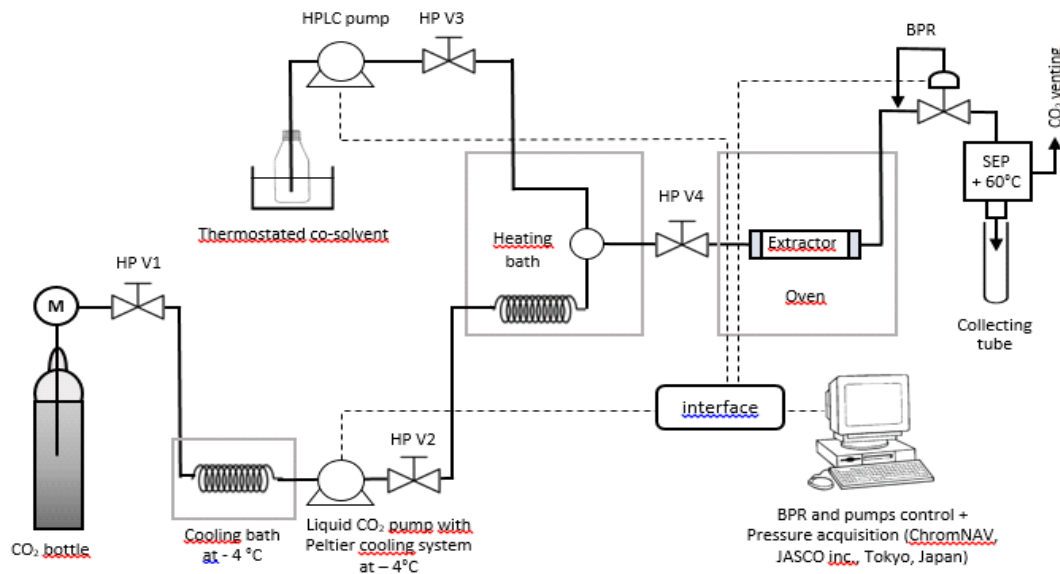 HPLC pump
HP V3
BPR
CO₂ venting
SEP
+ 60°C
Thermostated co-solvent
Heating
bath
HP V4
Extractor
Oven
Collecting
tube
HP V1
M
interface
HP V2
CO₂ bottle
Cooling bath
at - 4 °C
Liquid CO₂ pump with
Peltier cooling system
at – 4°C
BPR and pumps control +
Pressure acquisition (ChromNAV,
JASCO inc., Tokyo, Japan)